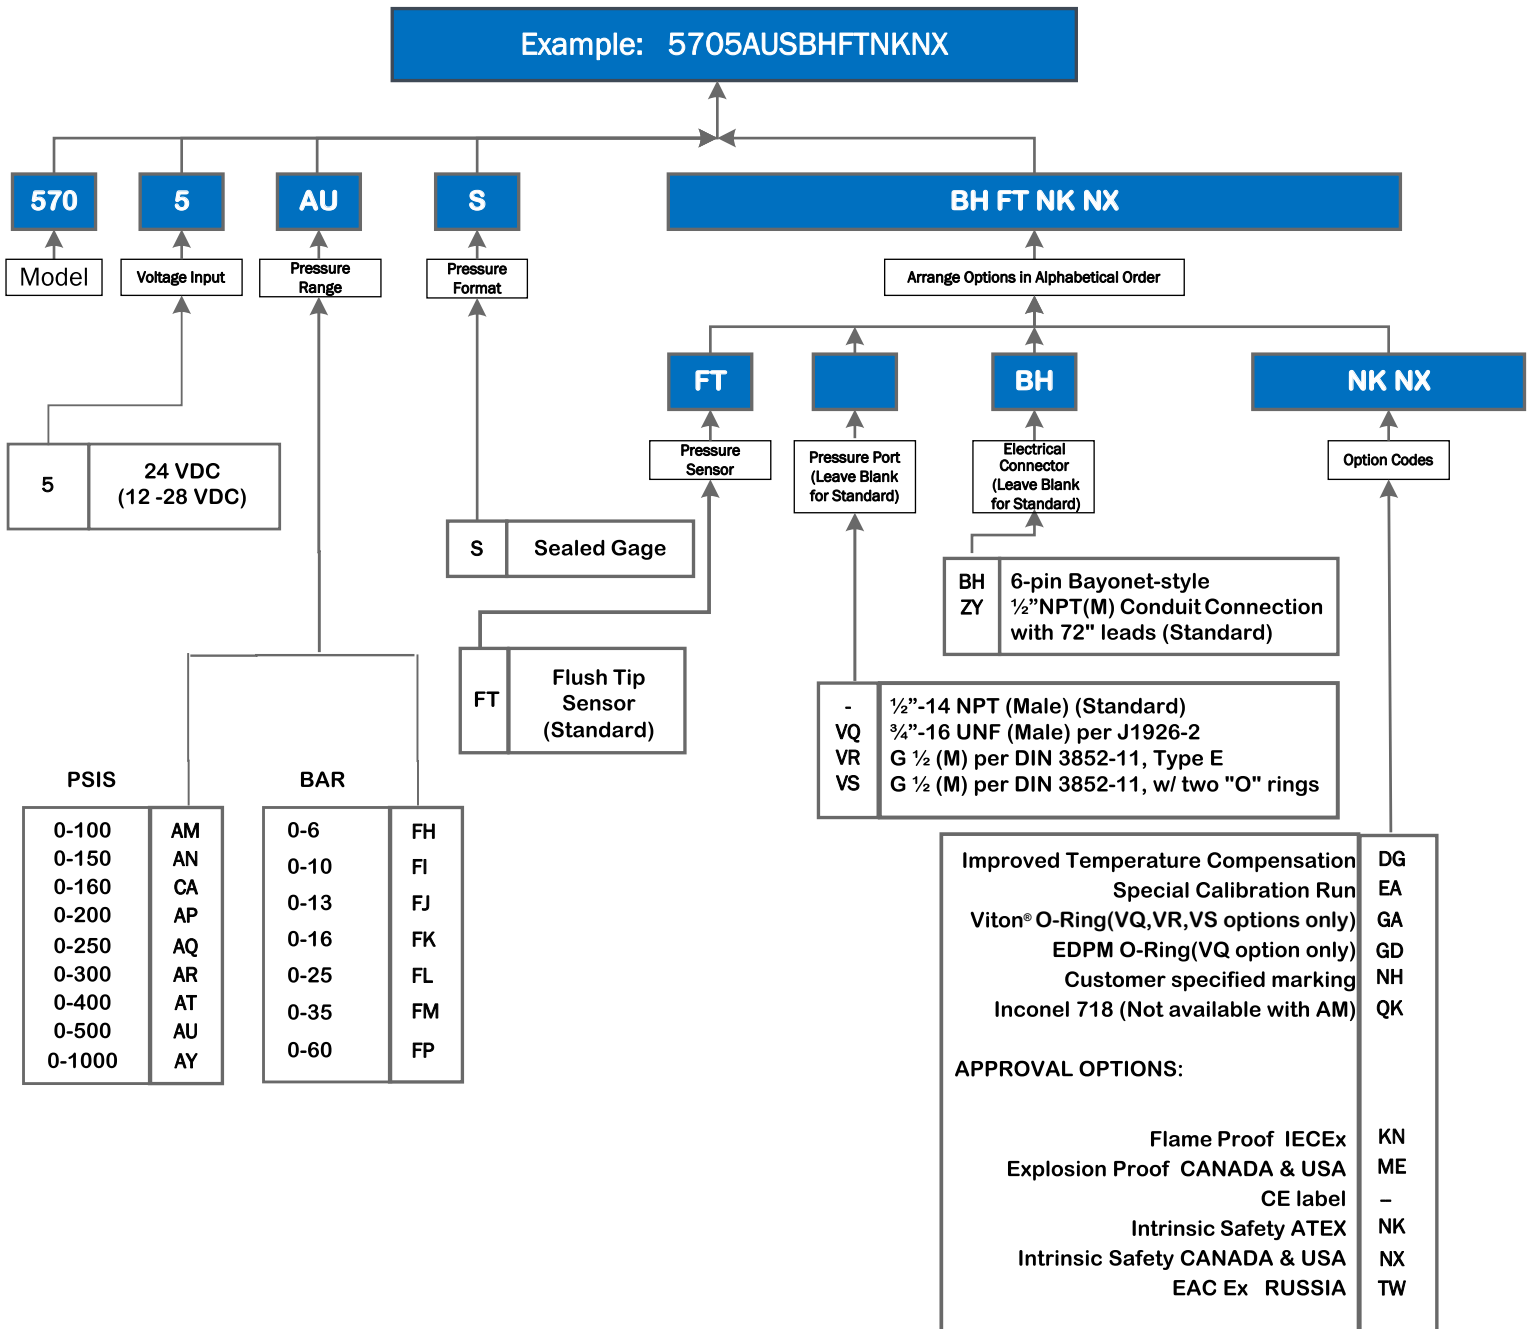 Example: 5705AUSBHFTNKNX
570
5
AU
S
BH FT NK NX
Model
Voltage Input
Pressure
Range
Pressure
Format
Arrange Options in Alphabetical Order
FT
BH
NK NX
Pressure
Sensor
Pressure Port
(Leave Blank
for Standard)
Electrical
Connector
(Leave Blank
for Standard)
Option Codes
5
24 VDC
(12 -28 VDC)
S
Sealed Gage
BH 6-pin Bayonet-style
ZY ½”NPT(M) Conduit Connection
with 72" leads (Standard)
FT
Flush Tip
Sensor
(Standard)
- ½”-14 NPT (Male) (Standard)
VQ ¾”-16 UNF (Male) per J1926-2
VR G ½ (M) per DIN 3852-11, Type E
VS G ½ (M) per DIN 3852-11, w/ two "O" rings
PSIS
0-100 AM
0-150 AN
0-160 CA
0-200 AP
0-250 AQ
0-300 AR
0-400 AT
0-500 AU
0-1000 AY
BAR
0-6 FH
0-10 FI
0-13 FJ
0-16 FK
0-25 FL
0-35 FM
0-60 FP
Improved Temperature Compensation DG
Special Calibration Run EA
Viton® O-Ring(VQ,VR,VS options only) GA
EDPM O-Ring(VQ option only) GD
Customer specified marking NH
Inconel 718 (Not available with AM) QK
APPROVAL OPTIONS:
Flame Proof IECEx KN
Explosion Proof CANADA & USA ME
CE label –
Intrinsic Safety ATEX NK
Intrinsic Safety CANADA & USA NX
EAC Ex RUSSIA TW